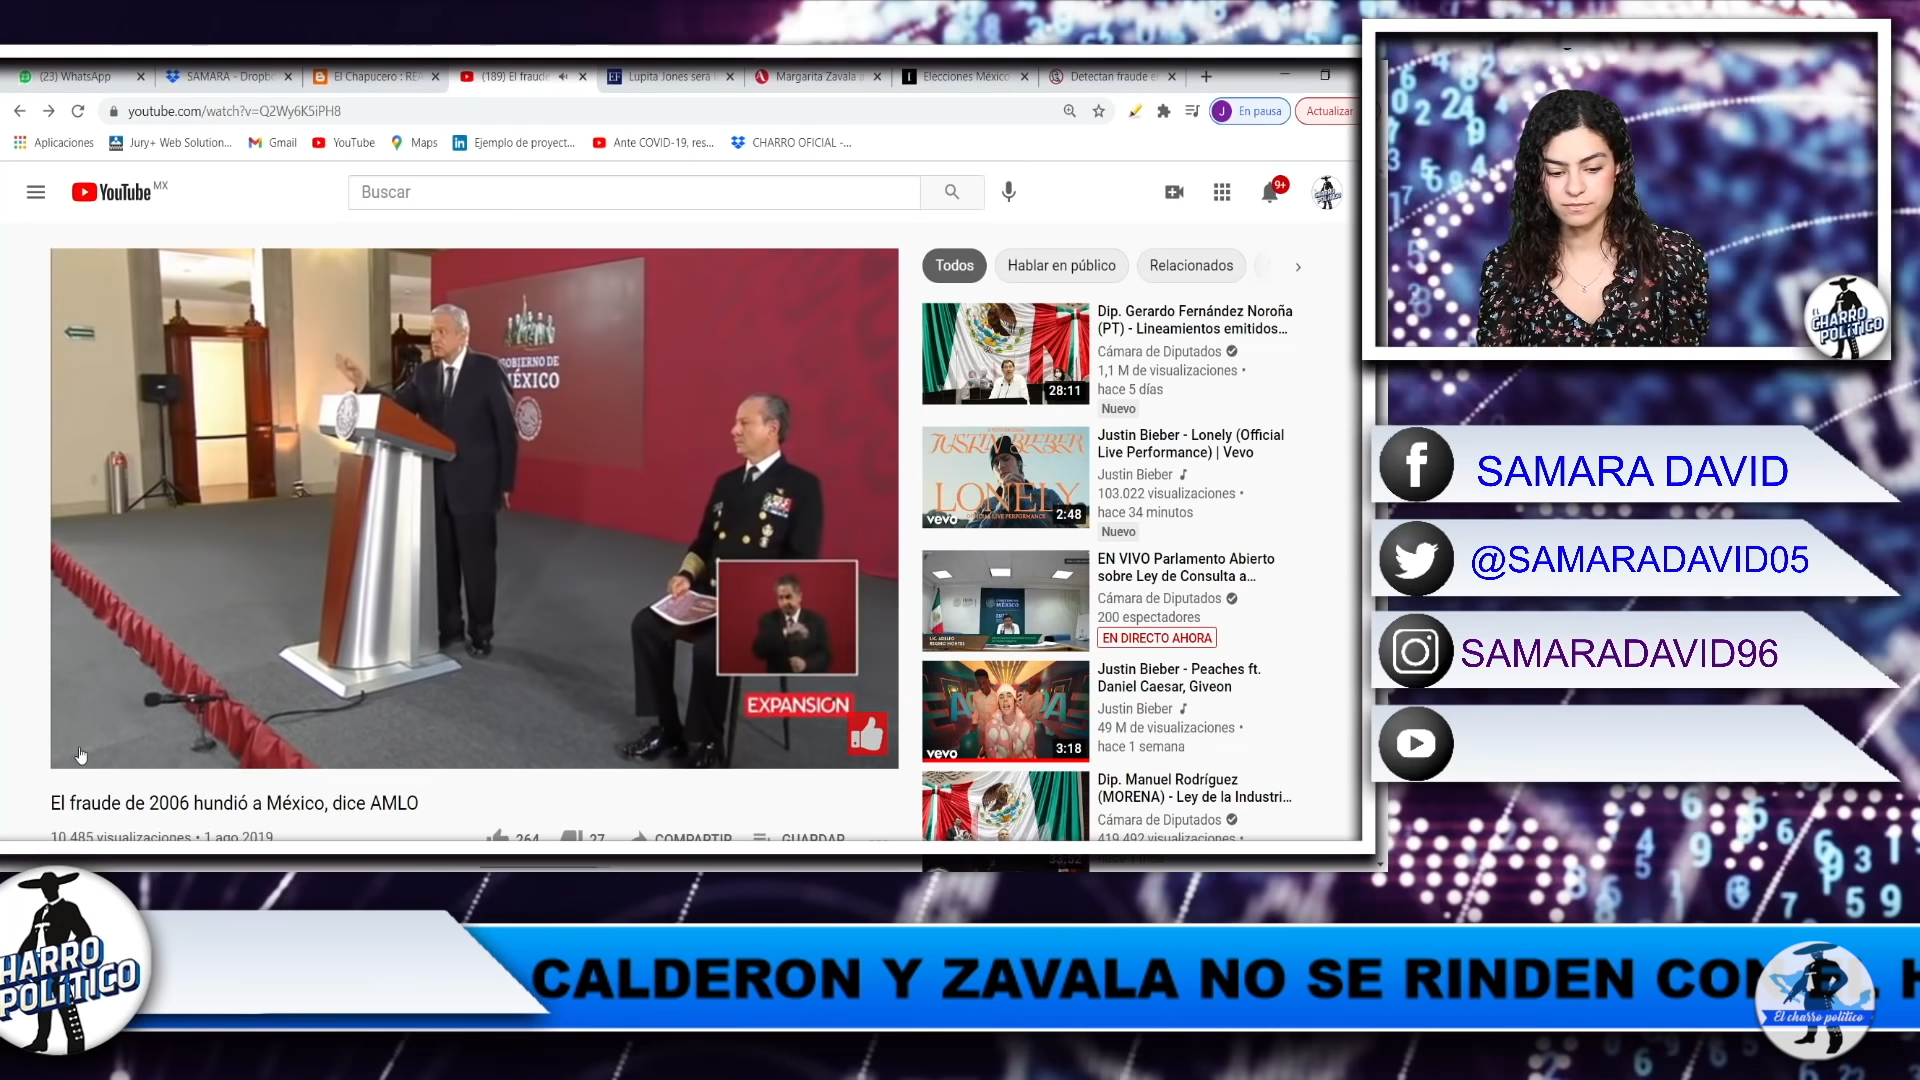 (23) WhatsApp
SAMARA - Dropb
El Chapucero : RE
(189) El fraude
Lupita Jones será
Margarita Zavala a
Elecciones México
Detectan fraude e
youtube.com/watch?v=Q2Wy6K5iPH8
J
En pausa
Actualizar
Aplicaciones
Jury+ Web Solution...
Gmail
YouTube
Maps
Ejemplo de proyect...
Ante COVID-19, res...
CHARRO OFICIAL -...
YouTube MX
Buscar
9+
GOBIERNO DE
MÉXICO
EXPANSIÓN
El fraude de 2006 hundió a México, dice AMLO
10.485 visualizaciones • 1 ago 2019
264
27
COMPARTIR
GUARDAR
Todos
Hablar en público
Relacionados
28:11
Dip. Gerardo Fernández Noroña
(PT) - Lineamientos emitidos...
Cámara de Diputados
1,1 M de visualizaciones •
hace 5 días
Nuevo
JUSTIN BIEBER
LONELY
vevo
2:48
Justin Bieber - Lonely (Official
Live Performance) | Vevo
Justin Bieber
103.022 visualizaciones •
hace 34 minutos
Nuevo
EN VIVO Parlamento Abierto
sobre Ley de Consulta a...
Cámara de Diputados
200 espectadores
EN DIRECTO AHORA
vevo
3:18
Justin Bieber - Peaches ft.
Daniel Caesar, Giveon
Justin Bieber
49 M de visualizaciones •
hace 1 semana
Dip. Manuel Rodríguez
(MORENA) - Ley de la Industri...
Cámara de Diputados
419.492 visualizaciones •
EL
CHARRO
POLÍTICO
SAMARA DAVID
@SAMARADAVID05
SAMARADAVID96
HARRO
POLÍTICO
CALDERON Y ZAVALA NO SE RINDEN CON
El charro político